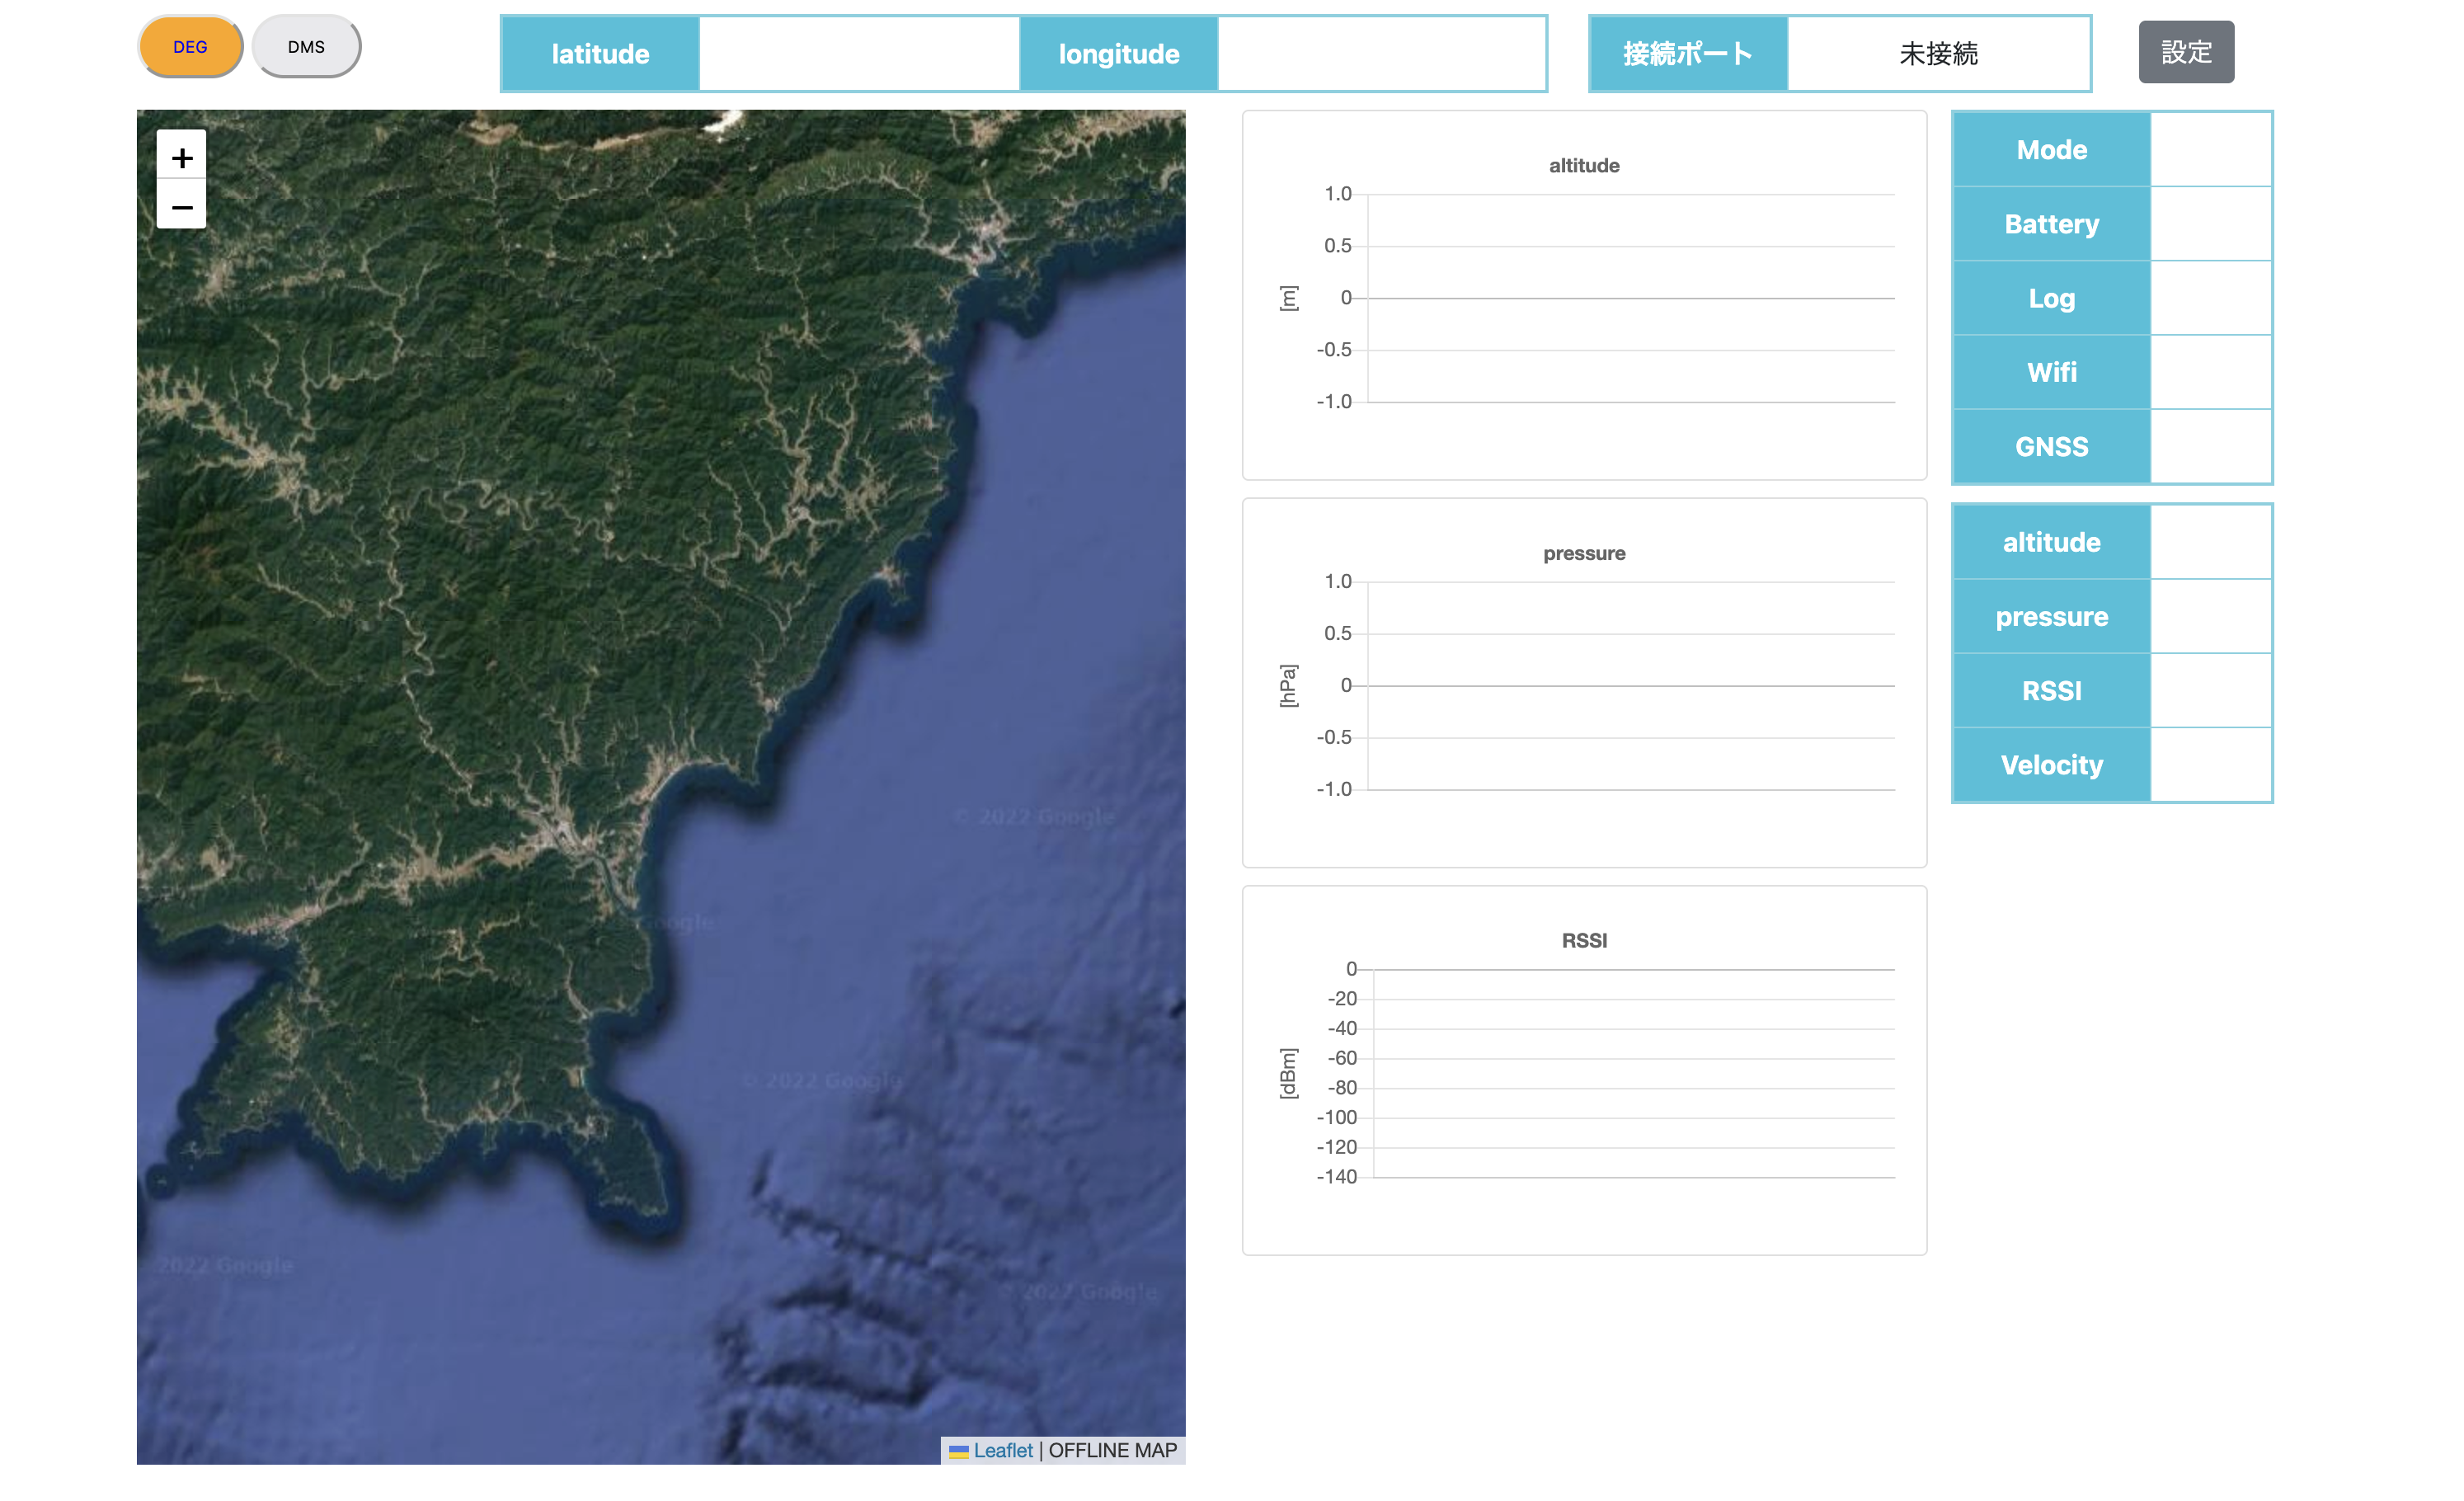 DEG DMS latitude longitude 接続ポート 未接続 設定
+
−
altitude
1.0
0.5
0
-0.5
-1.0
[m]
pressure
1.0
0.5
0
-0.5
-1.0
[hPa]
RSSI
0
-20
-40
-60
-80
-100
-120
-140
[dBm]
Mode
Battery
Log
Wifi
GNSS
altitude
pressure
RSSI
Velocity
© 2022 Google
Google
© 2022 Google
2022 Google
© 2022 Google
Leaflet | OFFLINE MAP